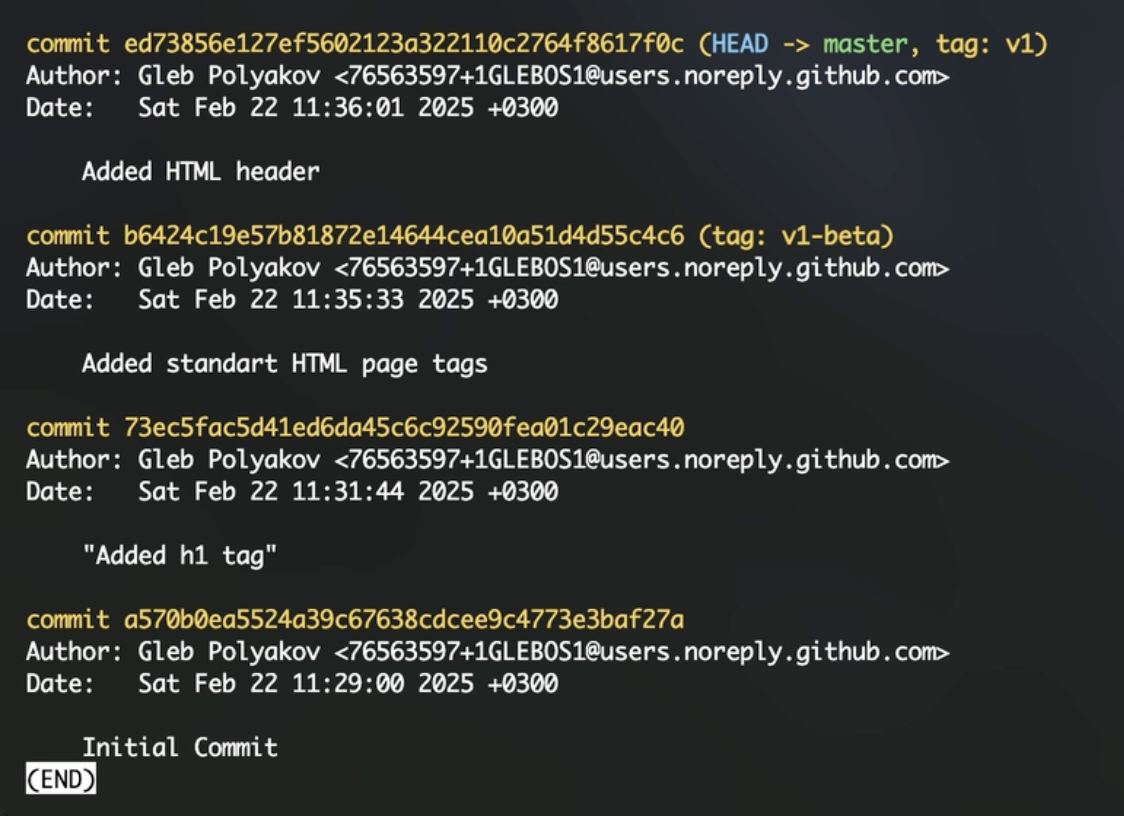 commit ed73856e127ef5602123a322110c2764f8617f0c (HEAD -> master, tag: v1)
Author: Gleb Polyakov <76563597+1GLEBOS1@users.noreply.github.com>
Date:   Sat Feb 22 11:36:01 2025 +0300
    Added HTML header
commit b6424c19e57b81872e14644cea10a51d4d55c4c6 (tag: v1-beta)
Author: Gleb Polyakov <76563597+1GLEBOS1@users.noreply.github.com>
Date:   Sat Feb 22 11:35:33 2025 +0300
    Added standart HTML page tags
commit 73ec5fac5d41ed6da45c6c92590fea01c29eac40
Author: Gleb Polyakov <76563597+1GLEBOS1@users.noreply.github.com>
Date:   Sat Feb 22 11:31:44 2025 +0300
    "Added h1 tag"
commit a570b0ea5524a39c67638cdcee9c4773e3baf27a
Author: Gleb Polyakov <76563597+1GLEBOS1@users.noreply.github.com>
Date:   Sat Feb 22 11:29:00 2025 +0300
    Initial Commit
(END)